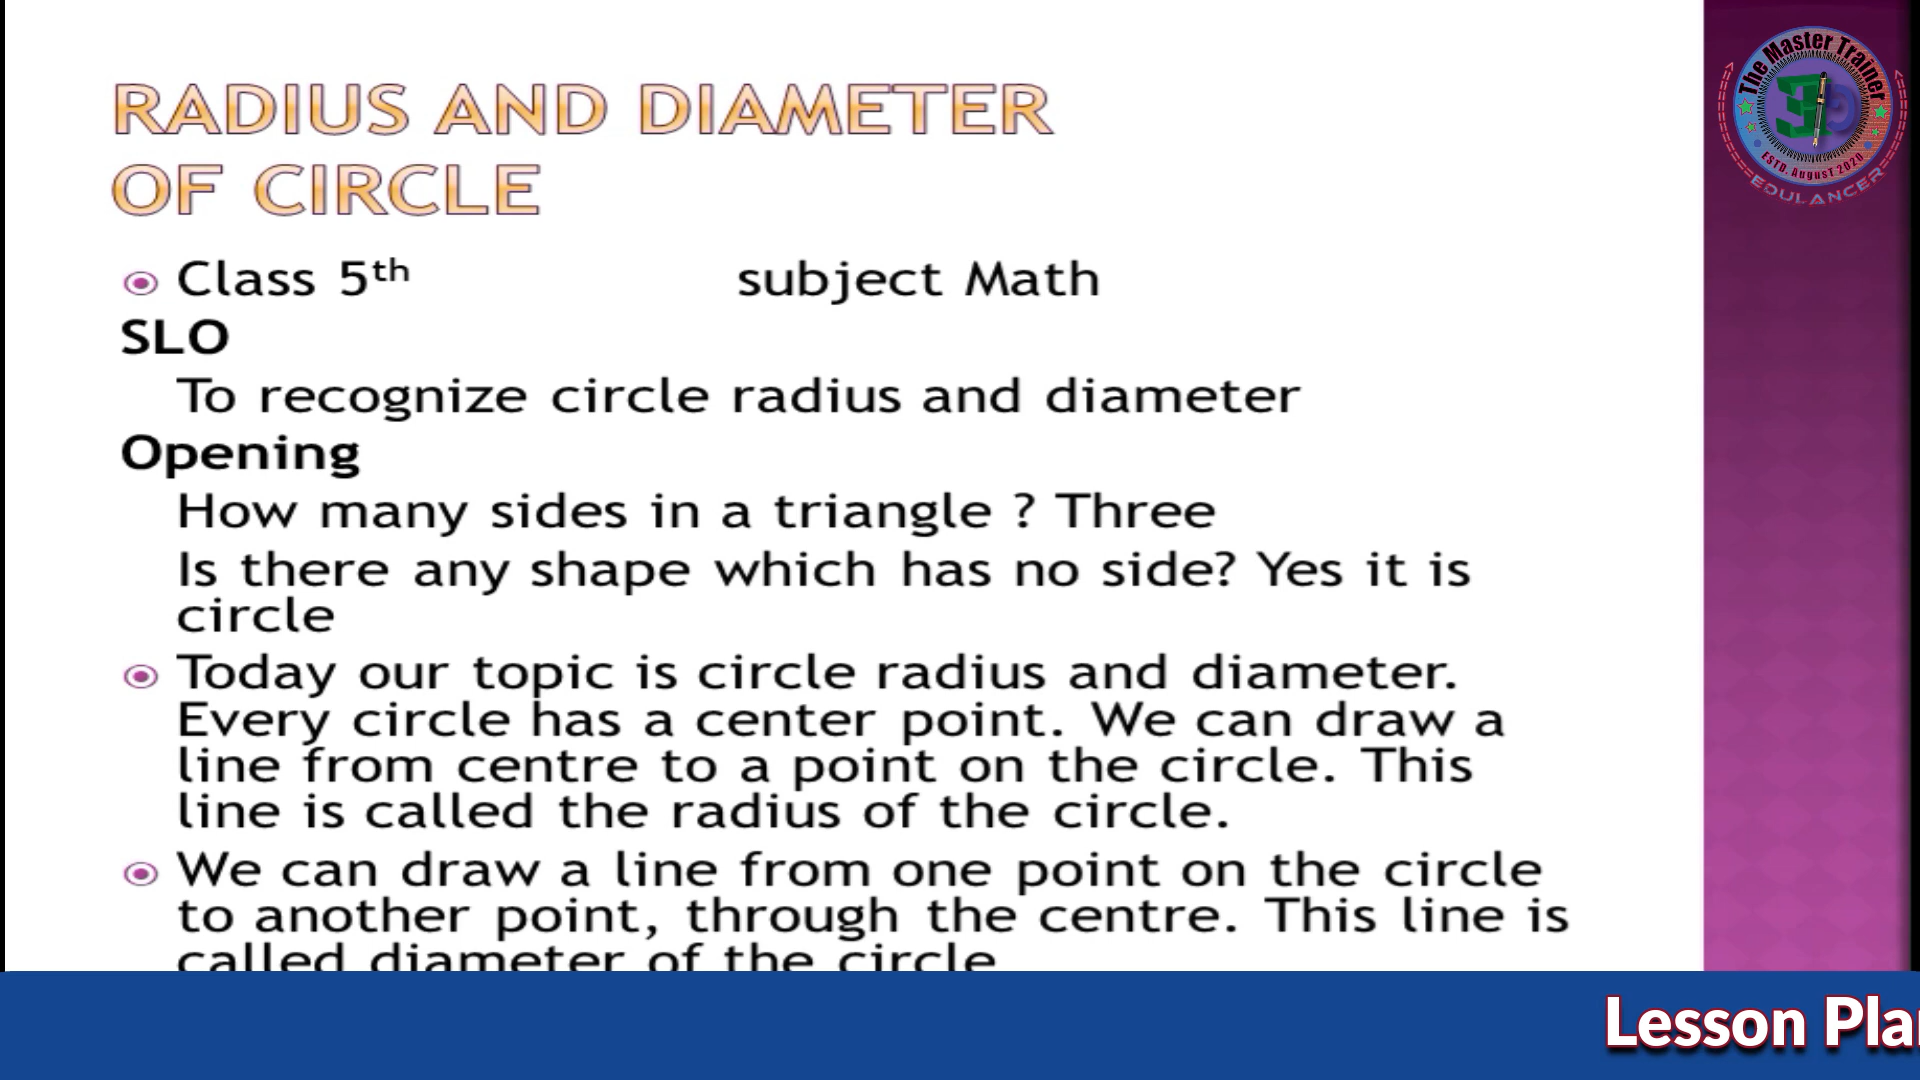 RADIUS AND DIAMETER
OF CIRCLE
Class 5th subject Math
SLO
To recognize circle radius and diameter
Opening
How many sides in a triangle ? Three
Is there any shape which has no side? Yes it is
circle
Today our topic is circle radius and diameter.
Every circle has a center point. We can draw a
line from centre to a point on the circle. This
line is called the radius of the circle.
We can draw a line from one point on the circle
to another point, through the centre. This line is
called diameter of the circle
The Master Trainer
ESTD. AugusT 2020
EDULANCER
Lesson Pla